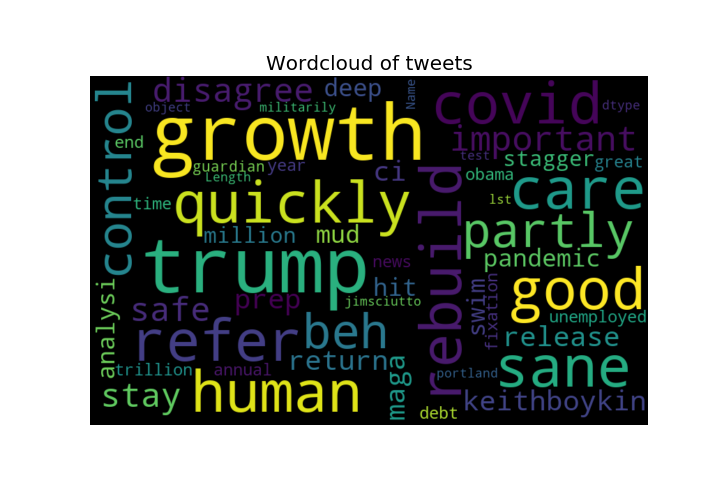 Wordcloud of tweets
control
disagree
deep
Name
covid
dtype
object
militarily
growth
important
end
test
stagger
great
guardian
year
ci
Length
obama
care
time
quickly
rebuild
lst
million
mud
partly
trump
news
pandemic
analysi
prep
hit
jimsciutto
swim
fixation
good
safe
unemployed
refer
beh
release
return
maga
sane
trillion
annual
portland
stay
human
debt
keithboykin